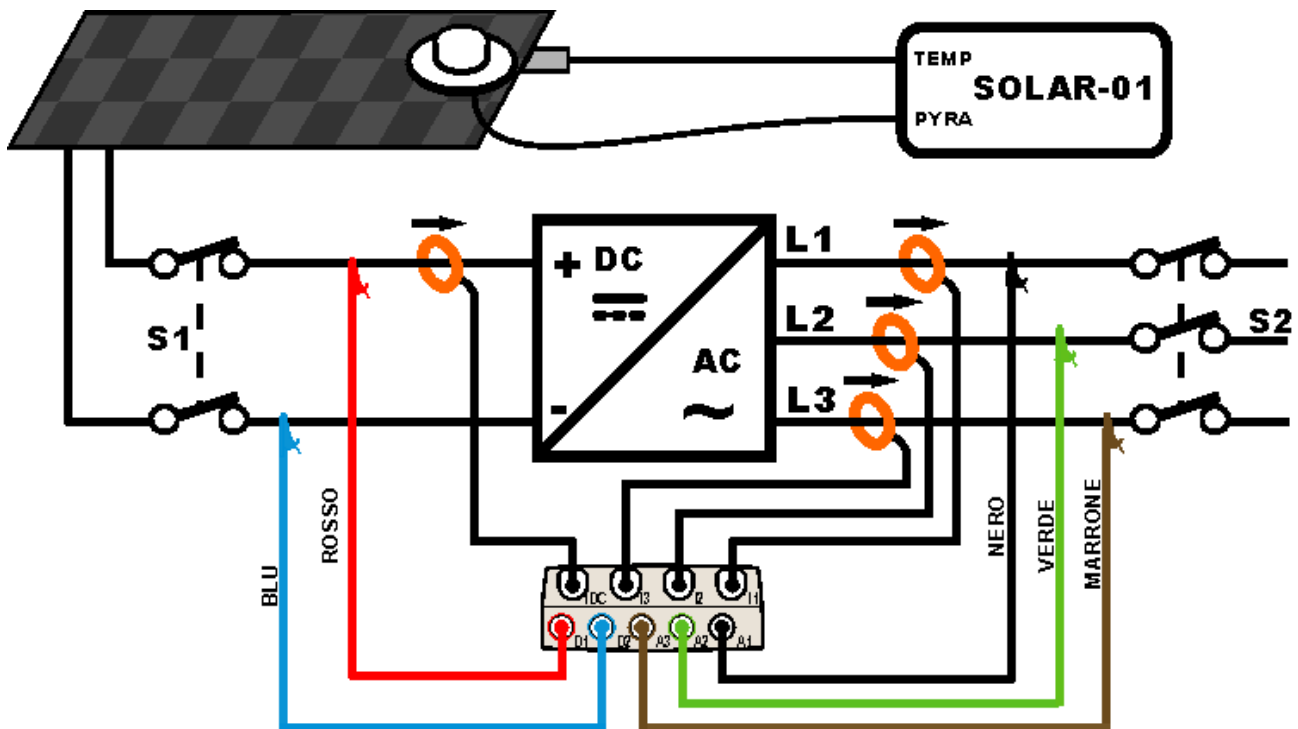 TEMP
SOLAR-01
PYRA
L1
+ DC
S1
L2
S2
AC
L3
-
~
ROSSO
BLU
NERO
VERDE
MARRONE
IDC I3 I2 I1
D1 D2 A3 A2 A1